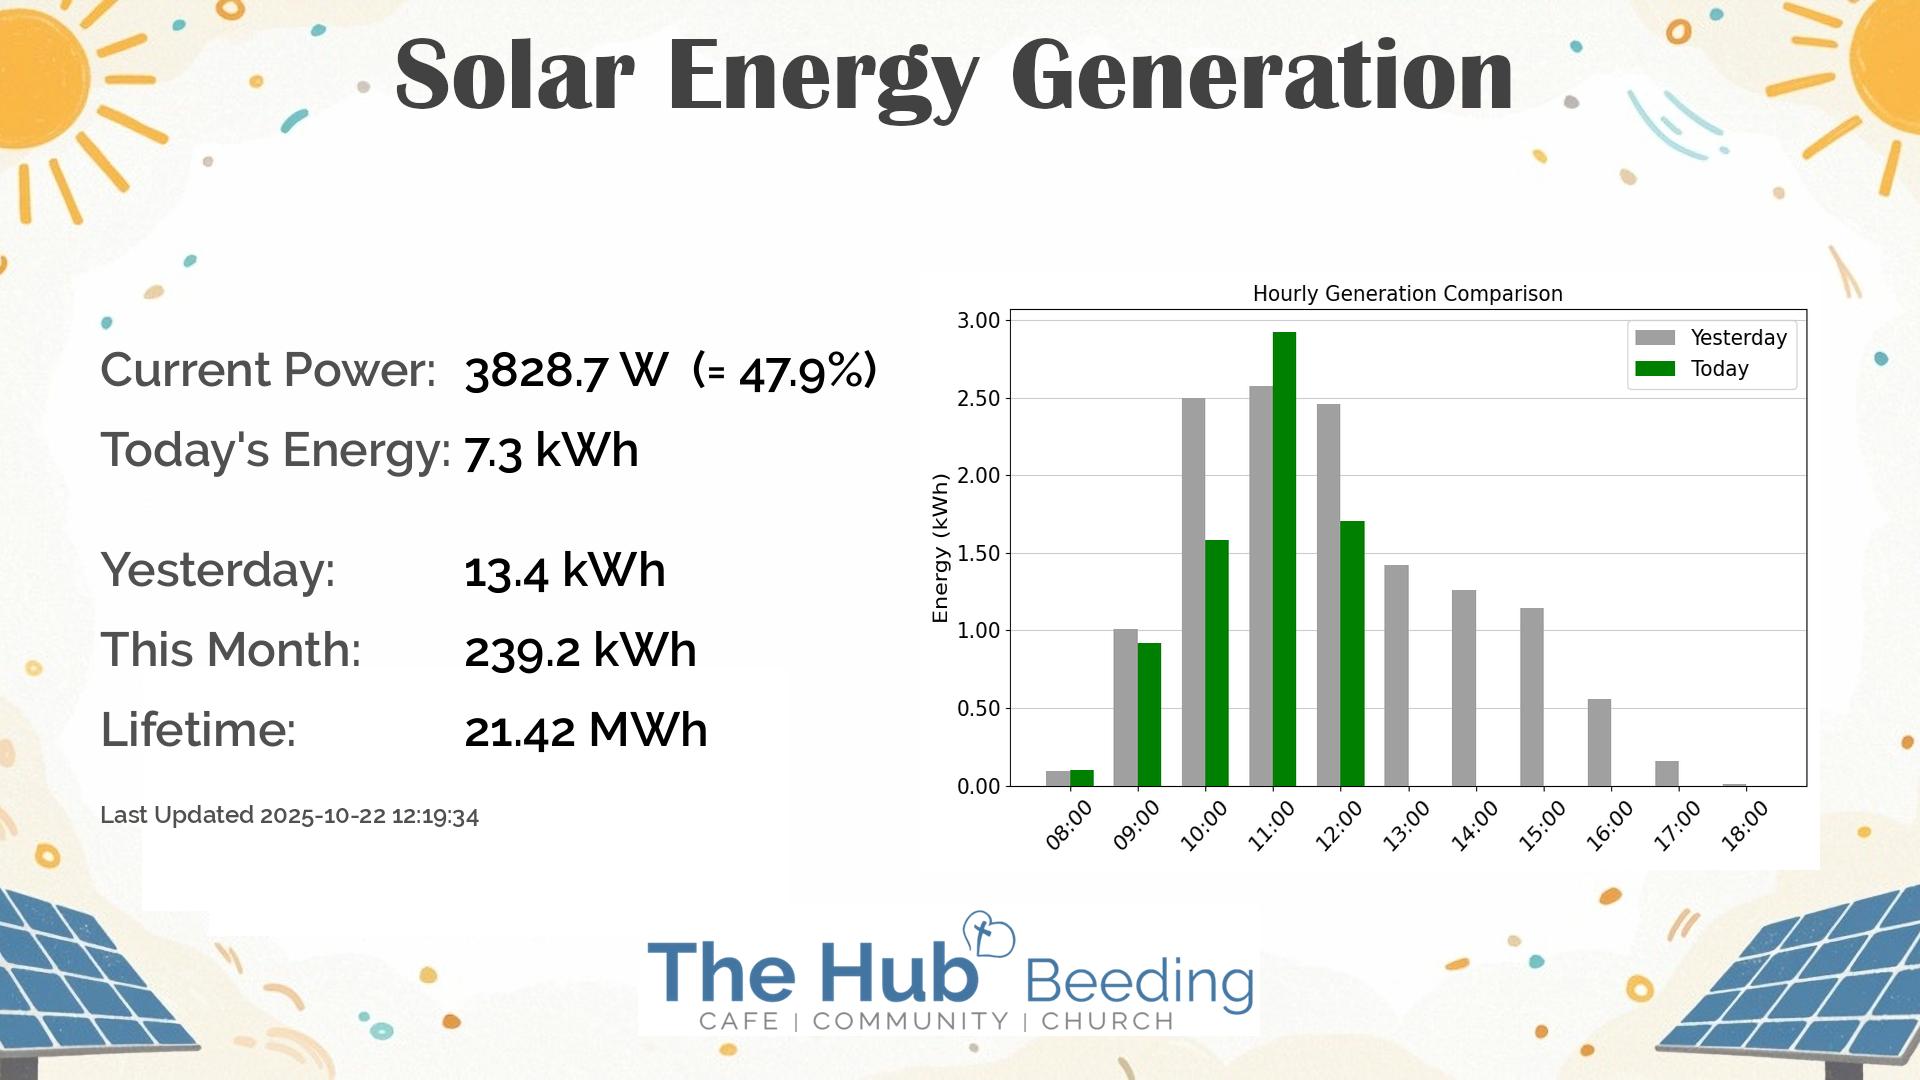 Solar Energy Generation
Current Power: 3828.7 W (= 47.9%)
Today's Energy: 7.3 kWh
Yesterday: 13.4 kWh
This Month: 239.2 kWh
Lifetime: 21.42 MWh
Last Updated 2025-10-22 12:19:34
Hourly Generation Comparison
Yesterday
Today
Energy (kWh)
3.00
2.50
2.00
1.50
1.00
0.50
0.00
08:00 09:00 10:00 11:00 12:00 13:00 14:00 15:00 16:00 17:00 18:00
The Hub Beeding
CAFE | COMMUNITY | CHURCH